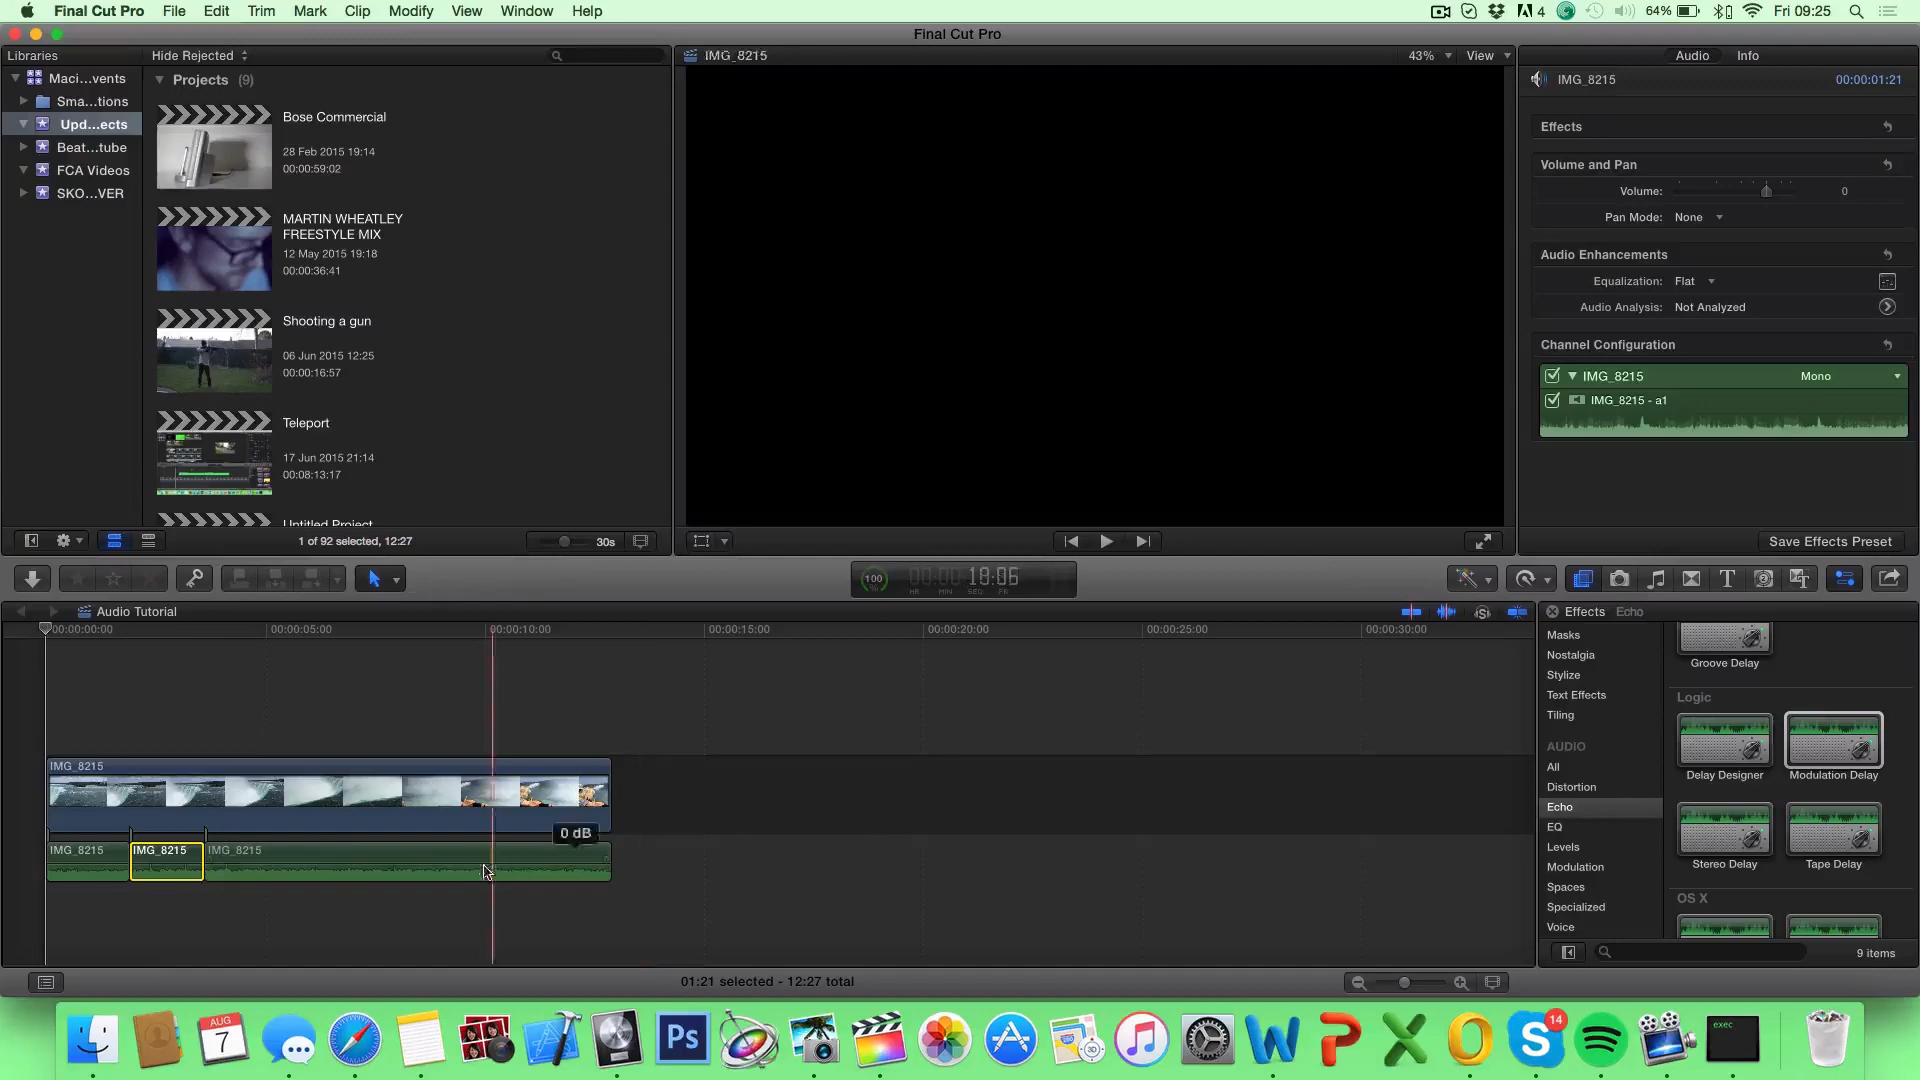 Final Cut Pro File Edit Trim Mark Clip Modify View Window Help 4 64% Fri 09:25
Final Cut Pro
Libraries Hide Rejected IMG_8215 43% View Audio Info
Maci...vents Projects (9) IMG_8215 00:00:01:21
Sma...tions
Upd...ects
Beat...tube
FCA Videos
SKO...VER
Bose Commercial
28 Feb 2015 19:14
00:00:59:02
MARTIN WHEATLEY
FREESTYLE MIX
12 May 2015 19:18
00:00:36:41
Shooting a gun
06 Jun 2015 12:25
00:00:16:57
Teleport
17 Jun 2015 21:14
00:08:13:17
Untitled Project
1 of 92 selected, 12:27 30s
Effects
Volume and Pan
Volume: 0
Pan Mode: None
Audio Enhancements
Equalization: Flat
Audio Analysis: Not Analyzed
Channel Configuration
IMG_8215 Mono
IMG_8215 - a1
Save Effects Preset
100 % 00:00 18:06
HR MIN SEC FR
Audio Tutorial
00:00:00:00 00:00:05:00 00:00:10:00 00:00:15:00 00:00:20:00 00:00:25:00 00:00:30:00
IMG_8215
0 dB
IMG_8215 IMG_8215 IMG_8215
01:21 selected - 12:27 total
Effects Echo
Masks
Nostalgia
Stylize
Text Effects
Tiling
AUDIO
All
Distortion
Echo
EQ
Levels
Modulation
Spaces
Specialized
Voice
Groove Delay
Logic
Delay Designer Modulation Delay
Stereo Delay Tape Delay
OS X
9 items
AUG
7
Ps
3D
W P X O S 14
exec